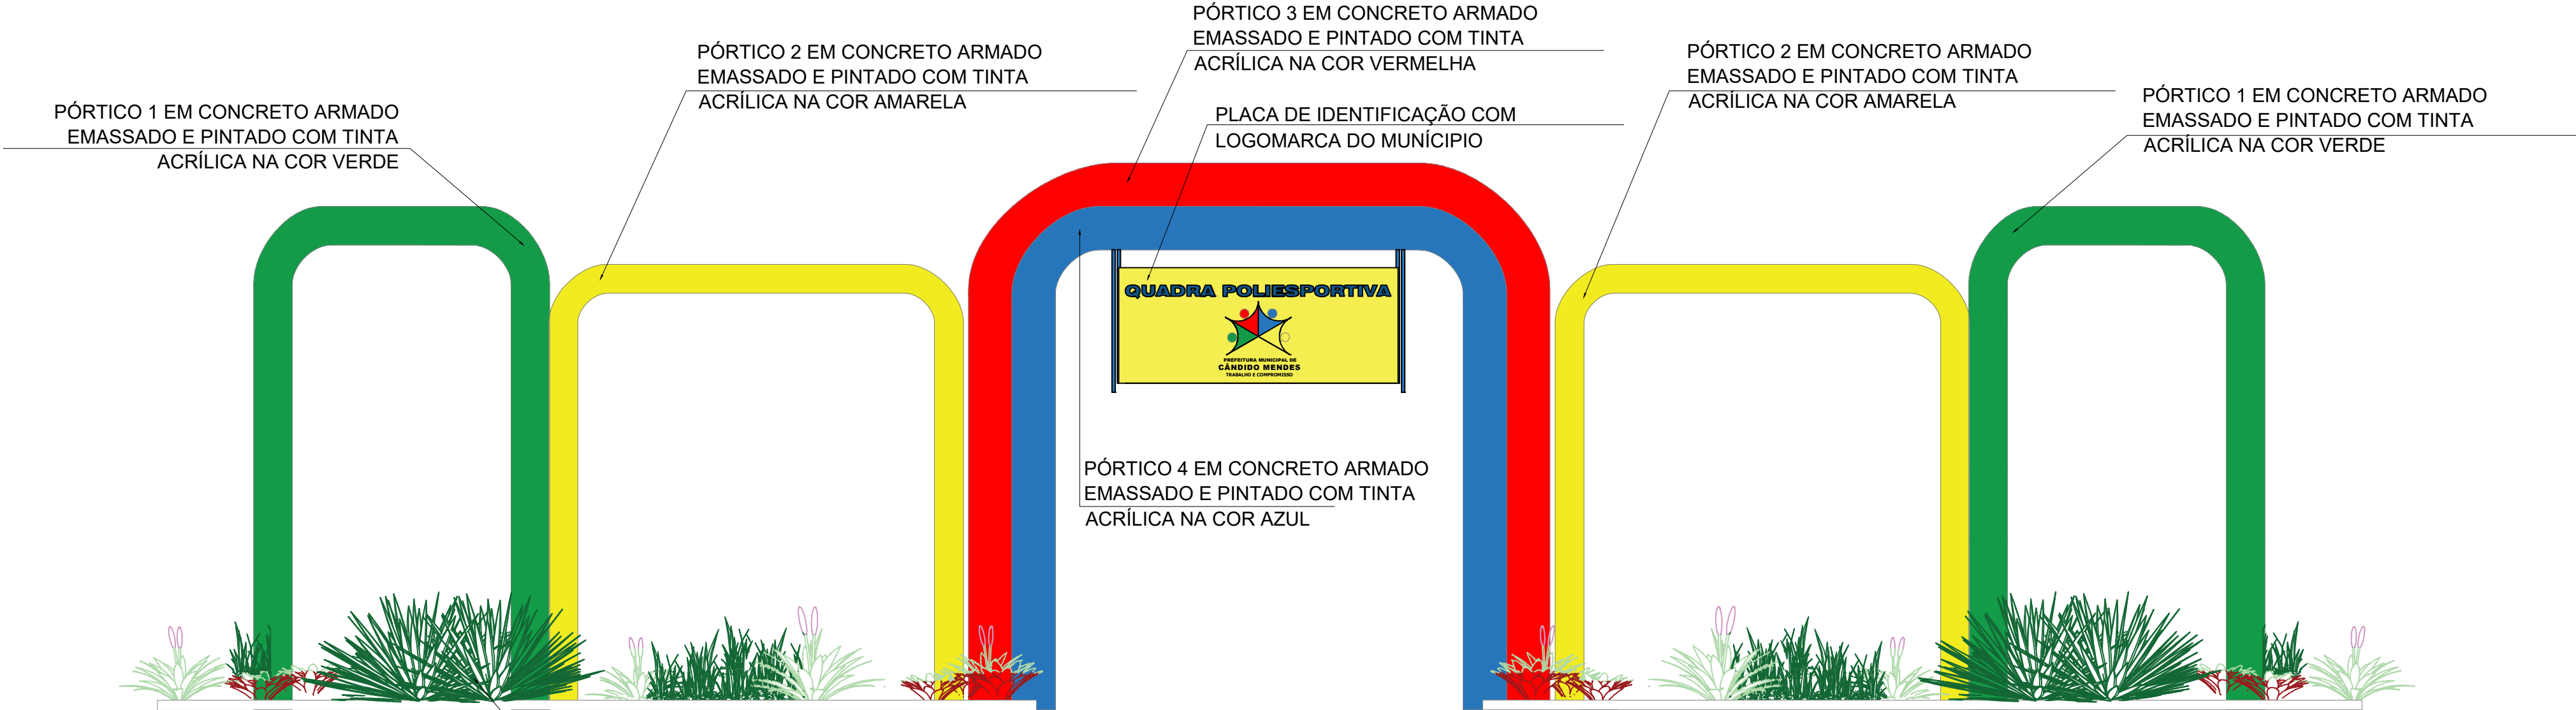 PÓRTICO 1 EM CONCRETO ARMADO
EMASSADO E PINTADO COM TINTA
ACRÍLICA NA COR VERDE
PÓRTICO 2 EM CONCRETO ARMADO
EMASSADO E PINTADO COM TINTA
ACRÍLICA NA COR AMARELA
PÓRTICO 3 EM CONCRETO ARMADO
EMASSADO E PINTADO COM TINTA
ACRÍLICA NA COR VERMELHA
PLACA DE IDENTIFICAÇÃO COM
LOGOMARCA DO MUNÍCIPIO
PÓRTICO 2 EM CONCRETO ARMADO
EMASSADO E PINTADO COM TINTA
ACRÍLICA NA COR AMARELA
PÓRTICO 1 EM CONCRETO ARMADO
EMASSADO E PINTADO COM TINTA
ACRÍLICA NA COR VERDE
QUADRA POLIESPORTIVA
PREFEITURA MUNICIPAL DE
CÂNDIDO MENDES
TRABALHO E COMPROMISSO
PÓRTICO 4 EM CONCRETO ARMADO
EMASSADO E PINTADO COM TINTA
ACRÍLICA NA COR AZUL